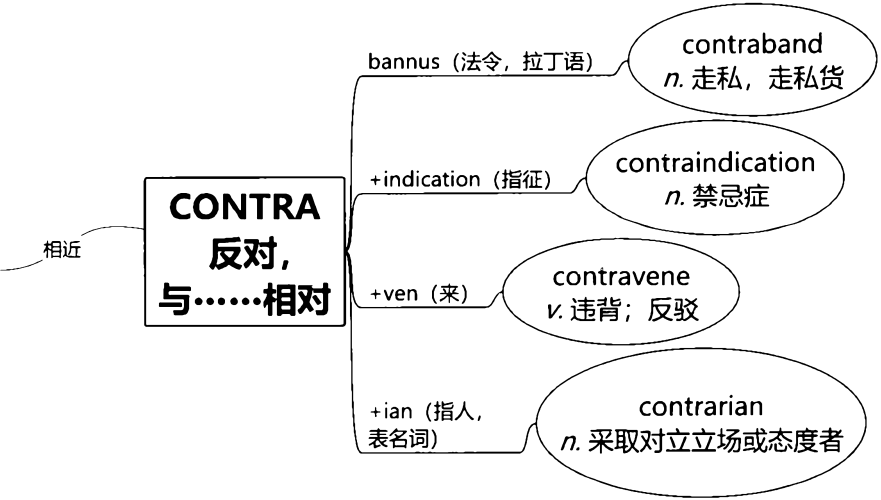 相近
CONTRA
反对，
与……相对
bannus（法令，拉丁语）
contraband
n. 走私，走私货
+indication（指征）
contraindication
n. 禁忌症
+ven（来）
contravene
v. 违背；反驳
+ian（指人，
表名词）
contrarian
n. 采取对立立场或态度者